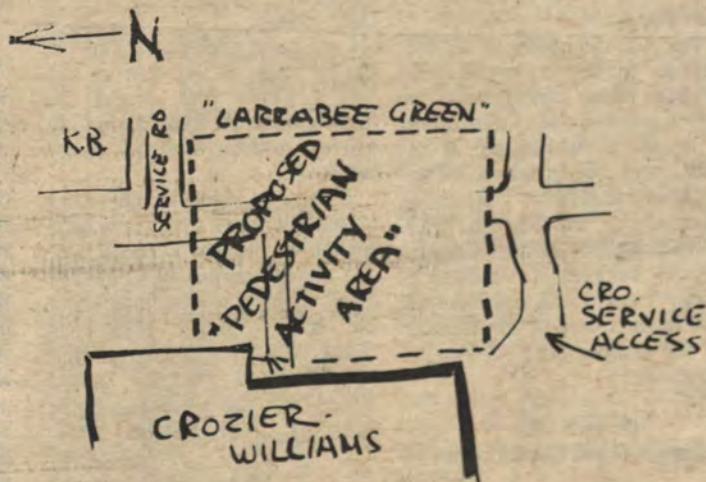 N
"LARRABEE GREEN"
K.B.
SERVICE RD
PROPOSED
"PEDESTRIAN
ACTIVITY
AREA"
CRO.
SERVICE
ACCESS
CROZIER-
WILLIAMS